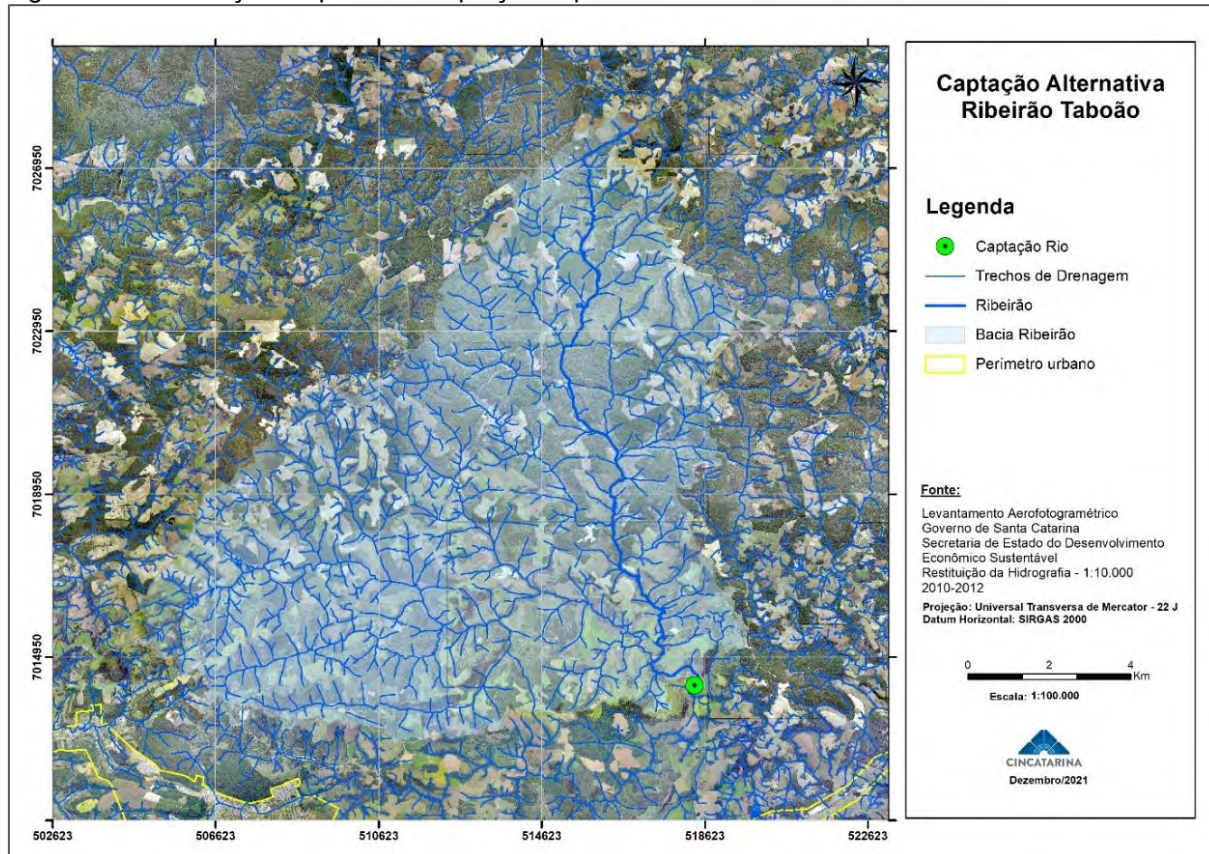 Captação Alternativa
Ribeirão Taboão
Legenda
Captação Rio
Trechos de Drenagem
Ribeirão
Bacia Ribeirão
Perímetro urbano
Fonte:
Levantamento Aerofotogramétrico
Governo de Santa Catarina
Secretaria de Estado do Desenvolvimento
Econômico Sustentável
Restituição da Hidrografia - 1:10.000
2010-2012
Projeção: Universal Transversa de Mercator - 22 J
Datum Horizontal: SIRGAS 2000
0 2 4
Km
Escala: 1:100.000
CINCATARINA
Dezembro/2021
7026950
7022950
7018950
7014950
502623 506623 510623 514623 518623 522623